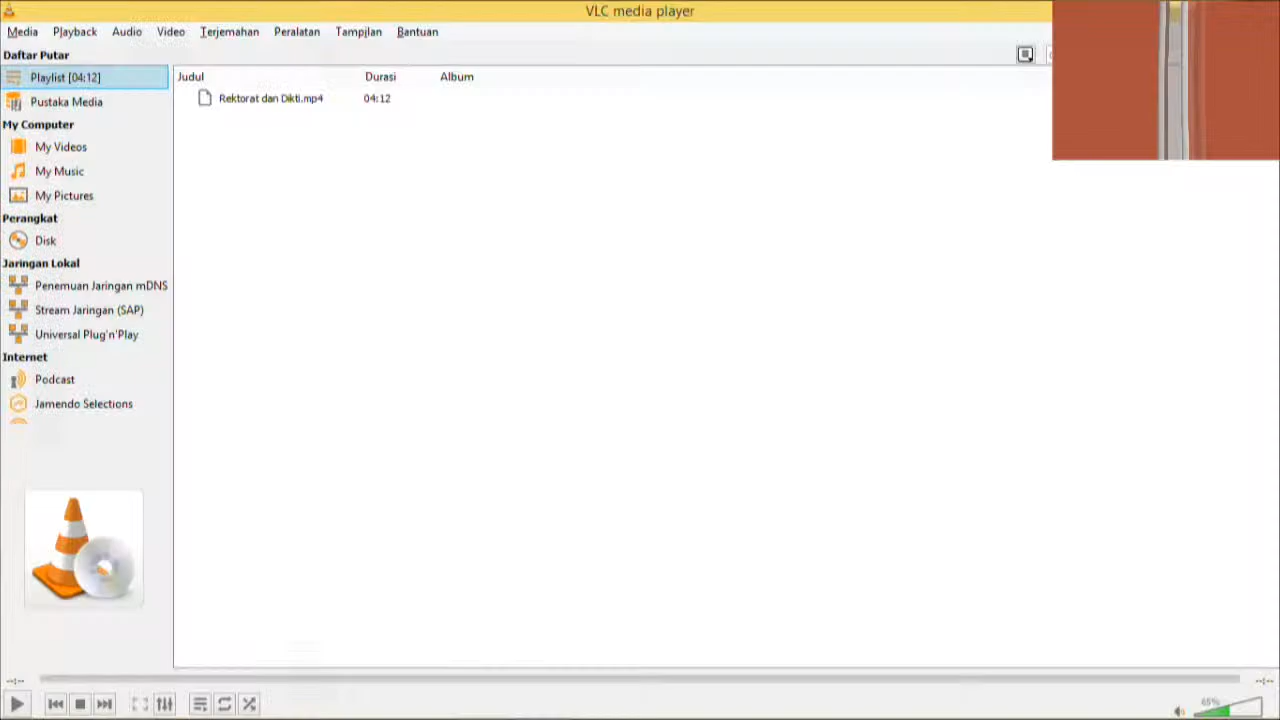 VLC media player
Media Playback Audio Video Terjemahan Peralatan Tampilan Bantuan
Daftar Putar
Playlist [04:12]
Judul Durasi Album
Rektorat dan Dikti.mp4 04:12
Pustaka Media
My Computer
My Videos
My Music
My Pictures
Perangkat
Disk
Jaringan Lokal
Penemuan Jaringan mDNS
Stream Jaringan (SAP)
Universal Plug'n'Play
Internet
Podcast
Jamendo Selections
--:-- --:--
65%